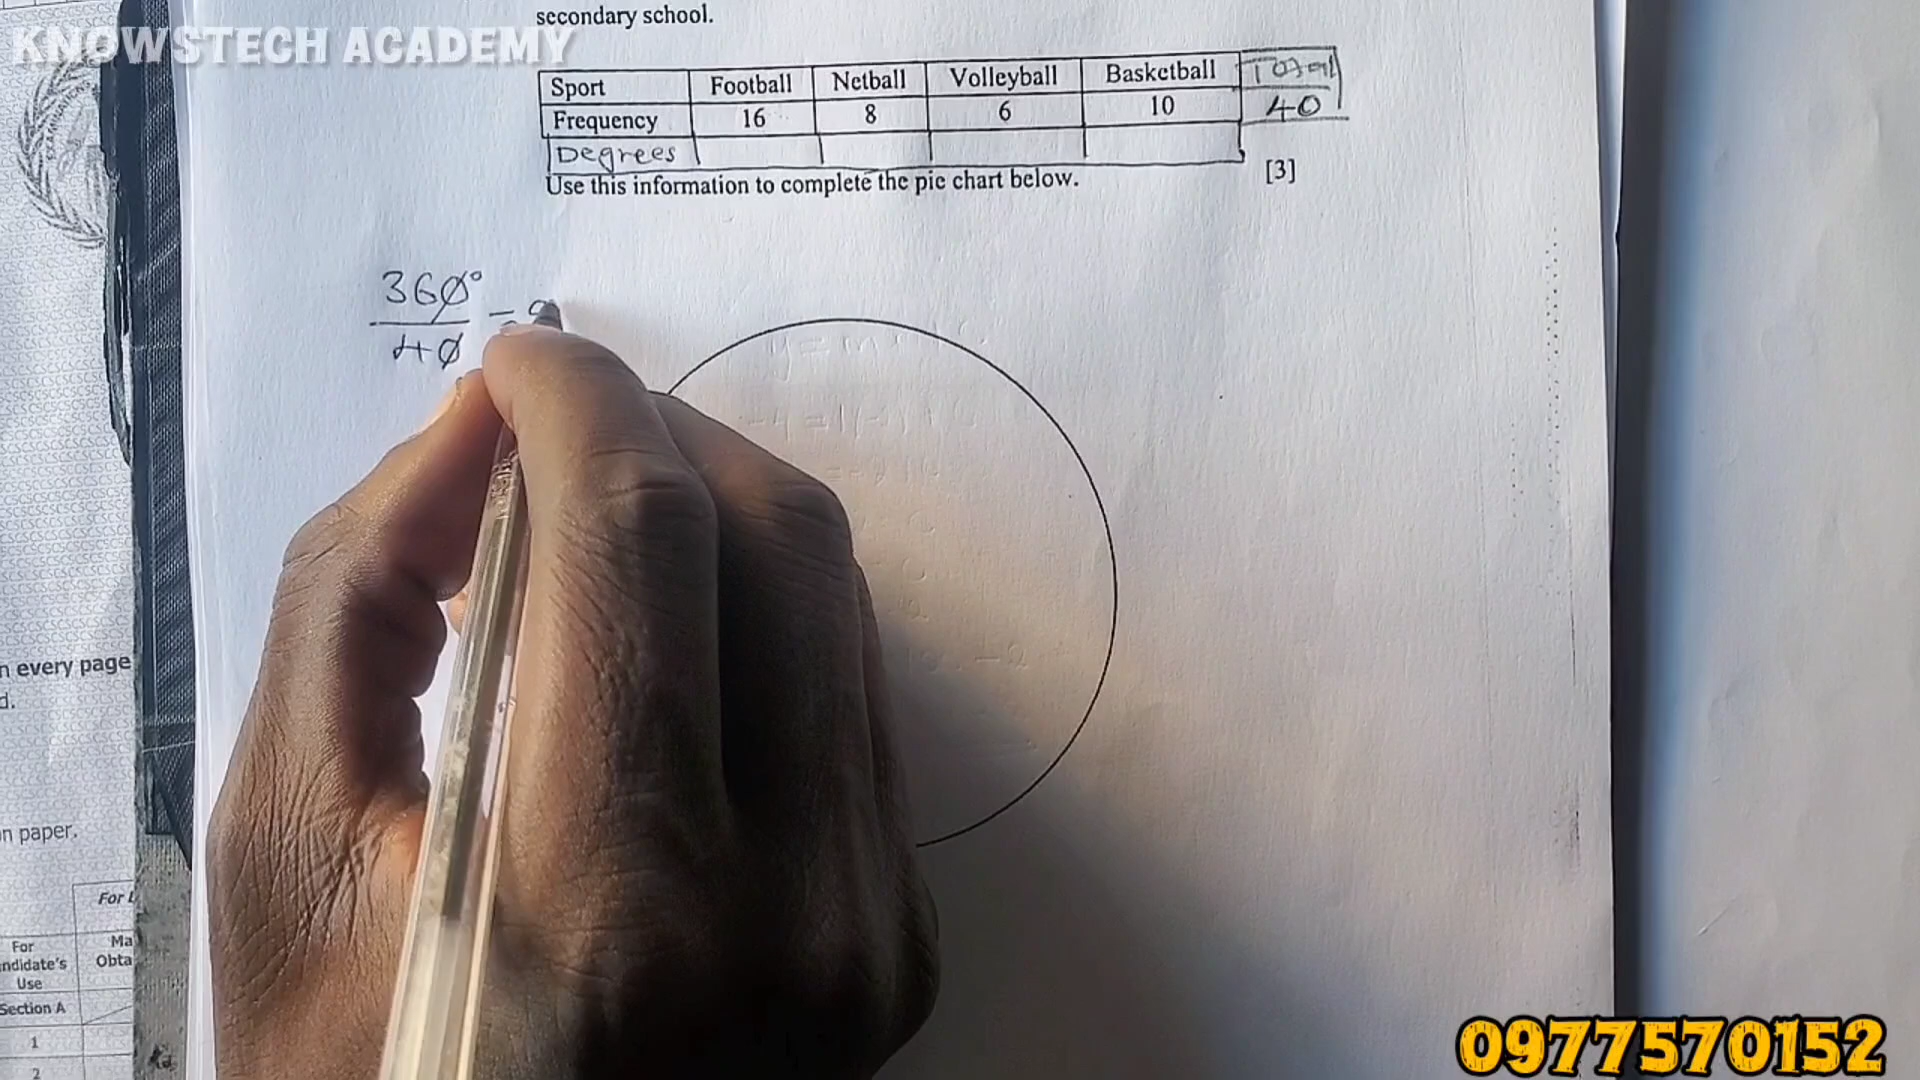 secondary school.
KNOWSTECH ACADEMY
Sport Football Netball Volleyball Basketball Total
Frequency 16 8 6 10 40
Degrees
Use this information to complete the pie chart below. [3]
360°
40
=
n every page
d.
n paper.
For
Ma
For
ndidate's
Obta
Use
Section A
1
2
0977570152